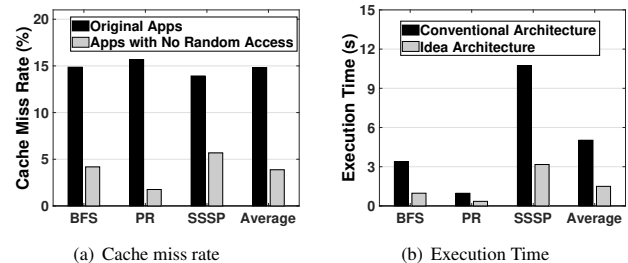 Cache Miss Rate (%)
20
15
10
5
0
Original Apps
Apps with No Random Access
BFS PR SSSP Average
(a) Cache miss rate
Execution Time (s)
15
12
9
6
3
0
Conventional Architecture
Idea Architecture
BFS PR SSSP Average
(b) Execution Time